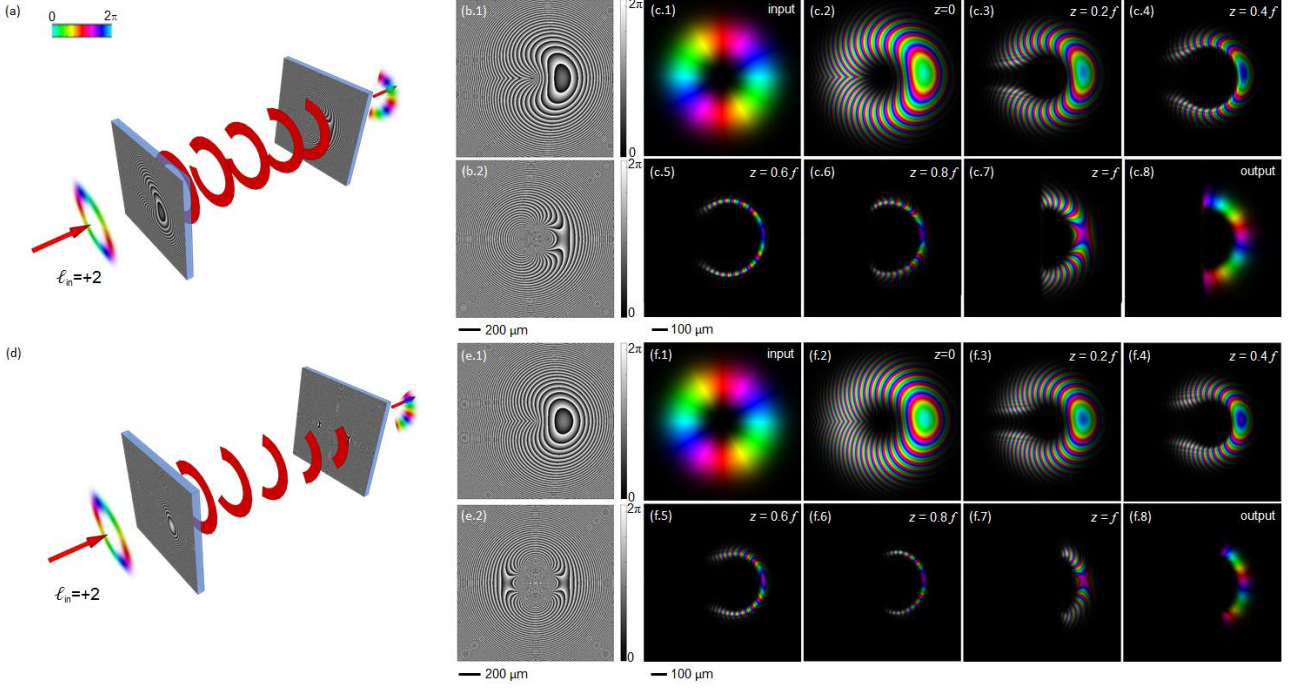 (a)
0 2π
ℓin=+2
(b.1) 2π 0
(c.1) input
(c.2) z=0
(c.3) z = 0.2 f
(c.4) z = 0.4 f
(b.2) 2π 0
(c.5) z = 0.6 f
(c.6) z = 0.8 f
(c.7) z = f
(c.8) output
200 μm
100 μm
(d)
ℓin=+2
(e.1) 2π 0
(f.1) input
(f.2) z=0
(f.3) z = 0.2 f
(f.4) z = 0.4 f
(e.2) 2π 0
(f.5) z = 0.6 f
(f.6) z = 0.8 f
(f.7) z = f
(f.8) output
200 μm
100 μm